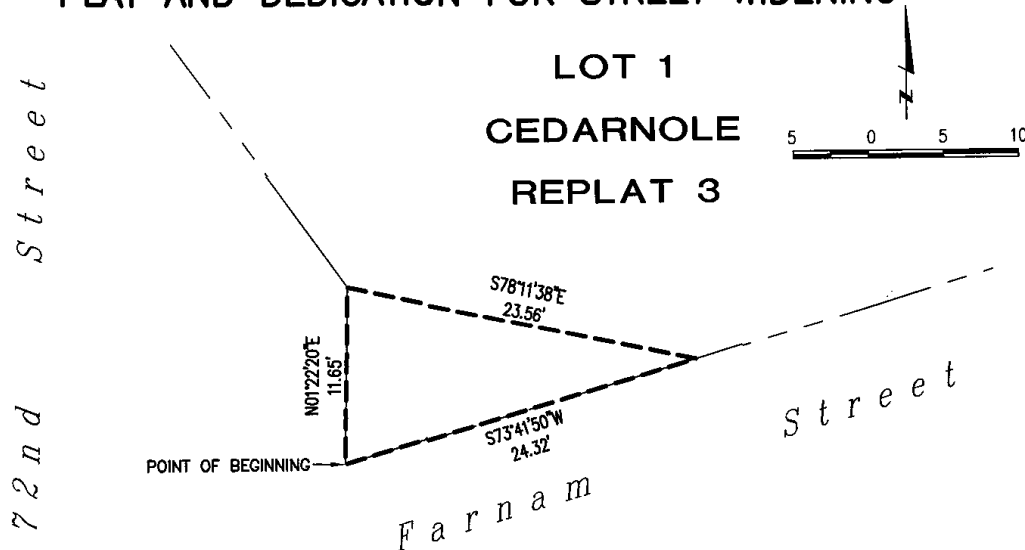 PLAT AND DEDICATION FOR STREET WIDENING
LOT 1
CEDARNOLE
REPLAT 3
N
5 0 5 10
72nd Street
S78°11'38"E
23.56'
N01°22'20"E
11.65'
S73°41'50"W
24.32'
POINT OF BEGINNING
Farnam Street